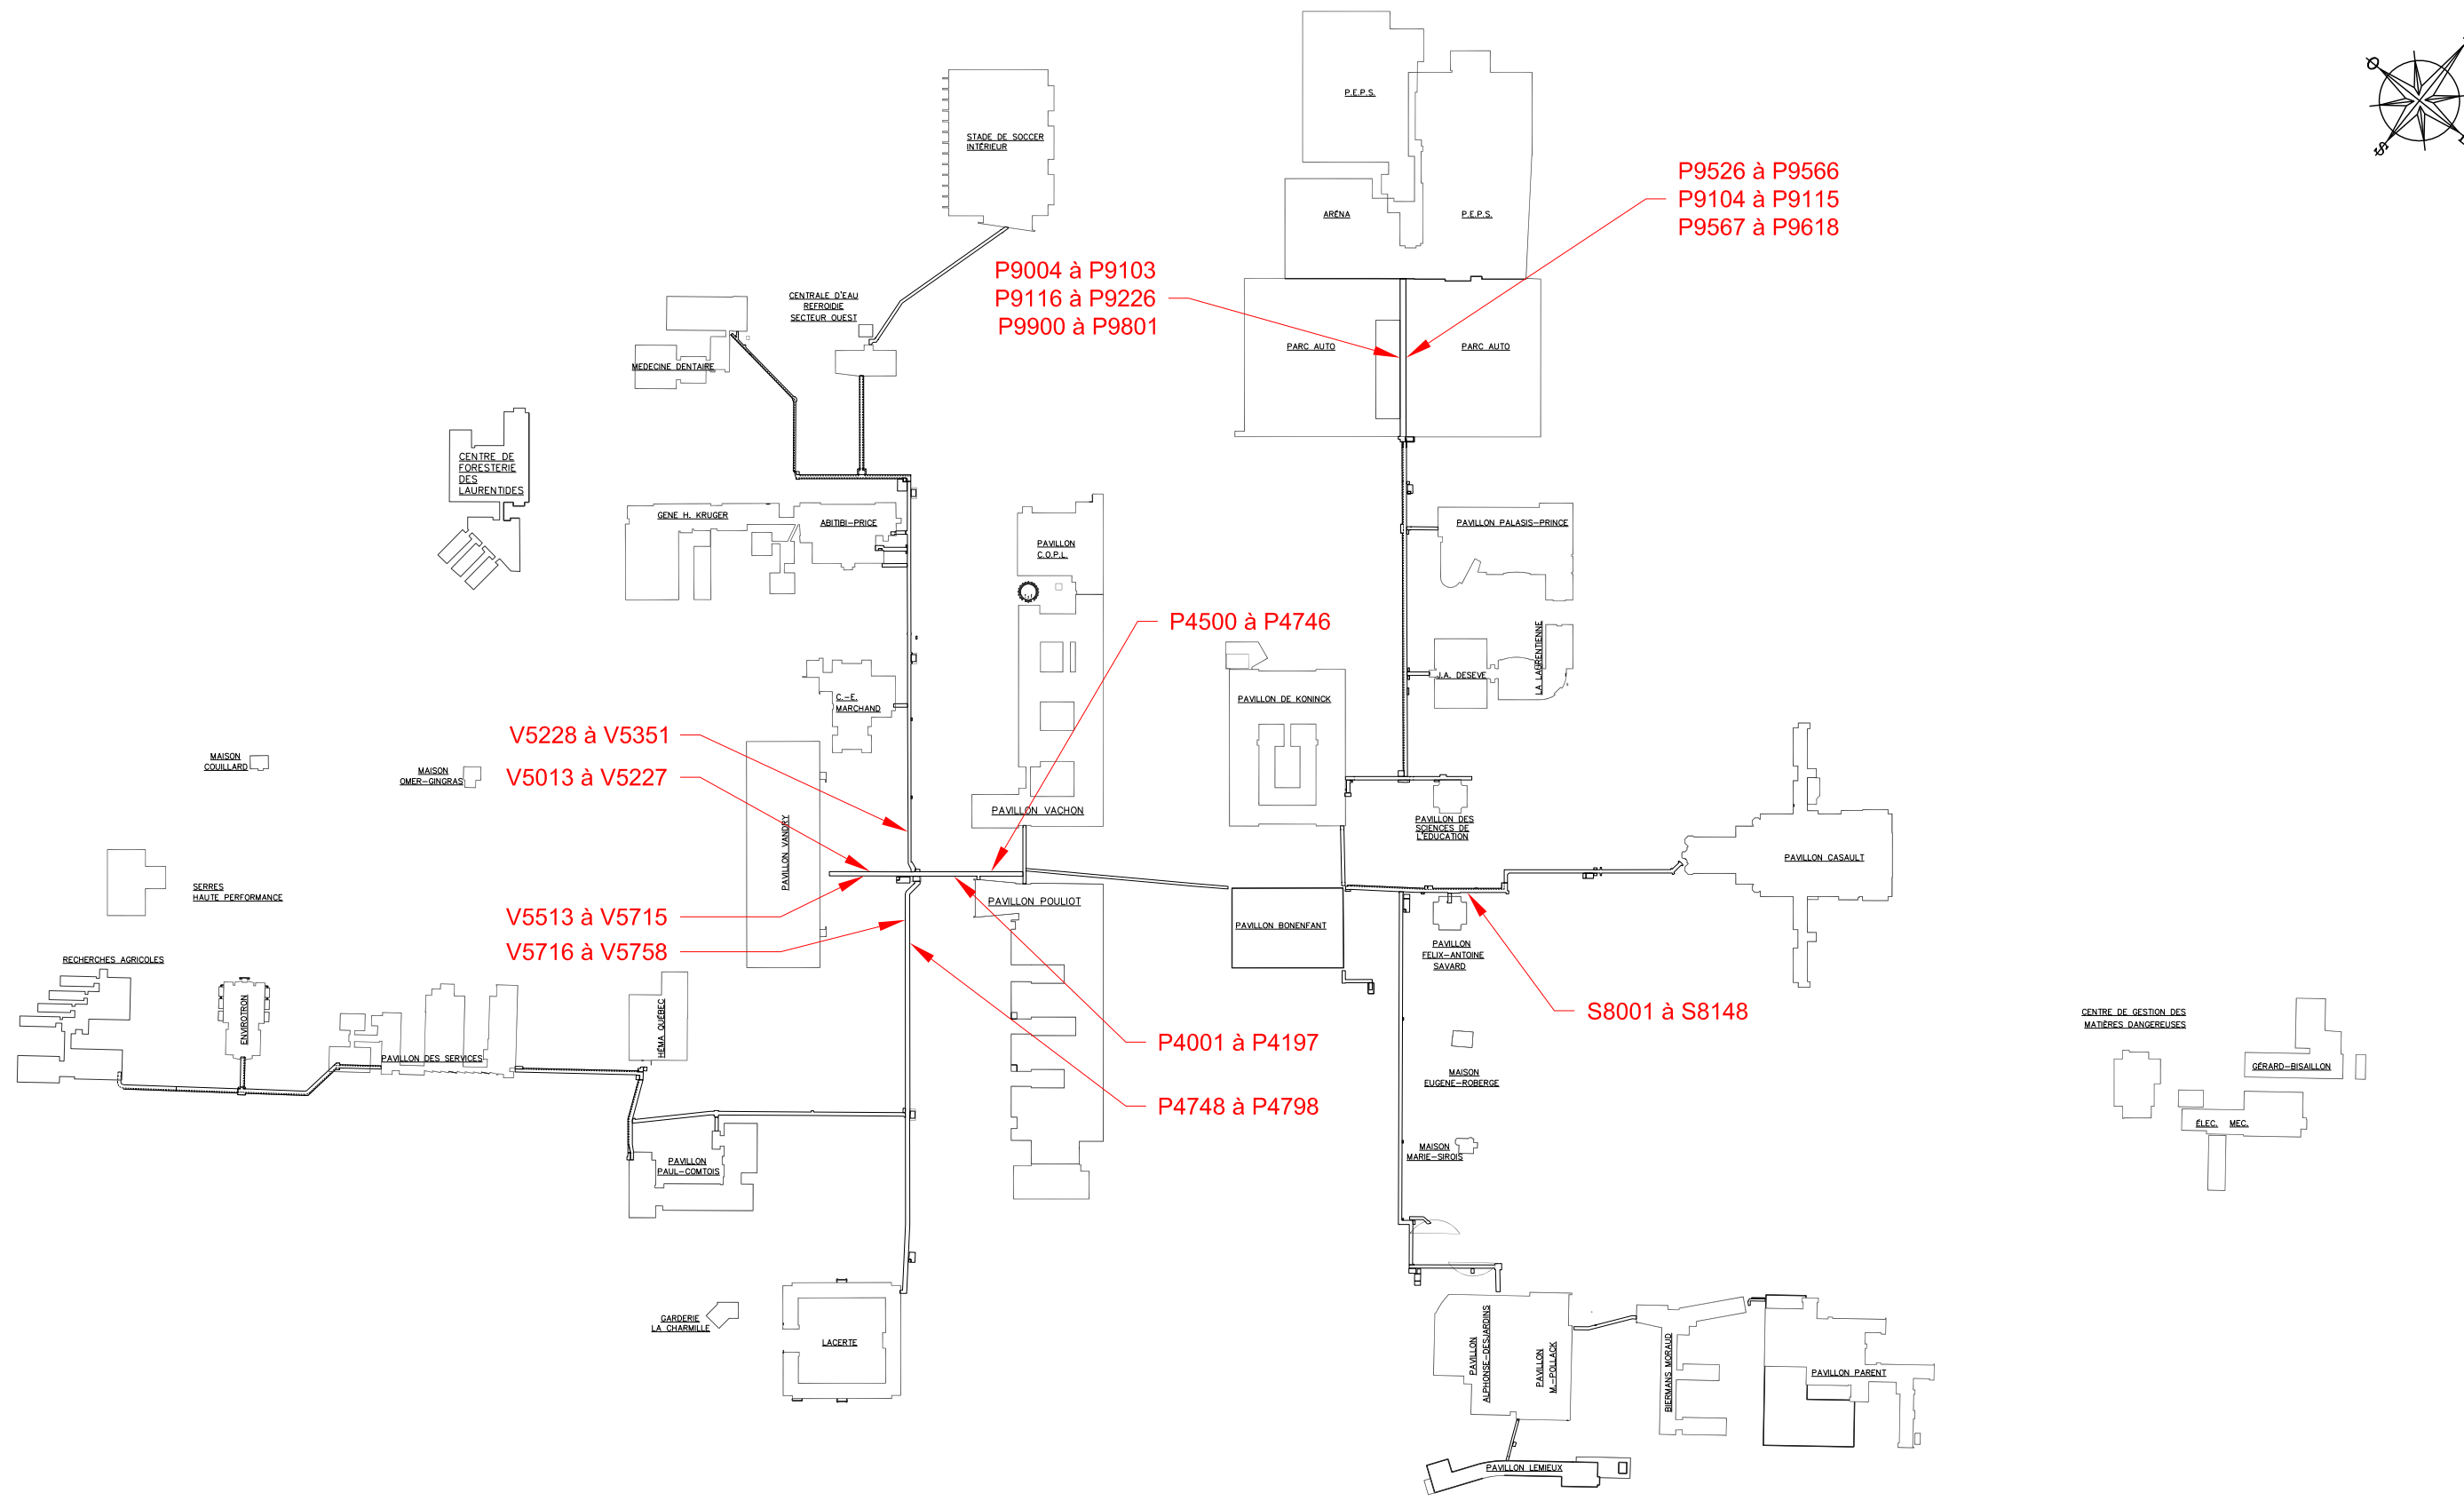 O
S
STADE DE SOCCER
INTÉRIEUR
P.E.P.S.
ARÉNA
P.E.P.S.
P9526 à P9566
P9104 à P9115
P9567 à P9618
P9004 à P9103
P9116 à P9226
P9900 à P9801
CENTRALE D'EAU
REFROIDIE
SECTEUR OUEST
PARC AUTO
PARC AUTO
MEDECINE DENTAIRE
CENTRE DE
FORESTERIE
DES
LAURENTIDES
GENE H. KRUGER
ABITIBI-PRICE
PAVILLON
C.O.P.L.
PAVILLON PALASIS-PRINCE
P4500 à P4746
LA LAURENTIENNE
J.A. DESEVE
PAVILLON DE KONINCK
C.-E.
MARCHAND
V5228 à V5351
V5013 à V5227
MAISON
COUILLARD
MAISON
OMER-GINGRAS
PAVILLON VANDRY
PAVILLON VACHON
PAVILLON DES
SCIENCES DE
L'EDUCATION
PAVILLON CASAULT
SERRES
HAUTE PERFORMANCE
PAVILLON POULIOT
V5513 à V5715
V5716 à V5758
PAVILLON BONENFANT
PAVILLON
FELIX-ANTOINE
SAVARD
RECHERCHES AGRICOLES
ENVIROTRON
PAVILLON DES SERVICES
HÉMA QUÉBEC
S8001 à S8148
P4001 à P4197
CENTRE DE GESTION DES
MATIÈRES DANGEREUSES
GÉRARD-BISAILLON
MAISON
EUGENE-ROBERGE
P4748 à P4798
ÉLEC. MEC.
MAISON
MARIE-SIROIS
PAVILLON
PAUL-COMTOIS
GARDERIE
LA CHARMILLE
LACERTE
PAVILLON
ALPHONSE-DESJARDINS
PAVILLON
M.-POLLACK
BIERMANS MORAUD
PAVILLON PARENT
PAVILLON LEMIEUX